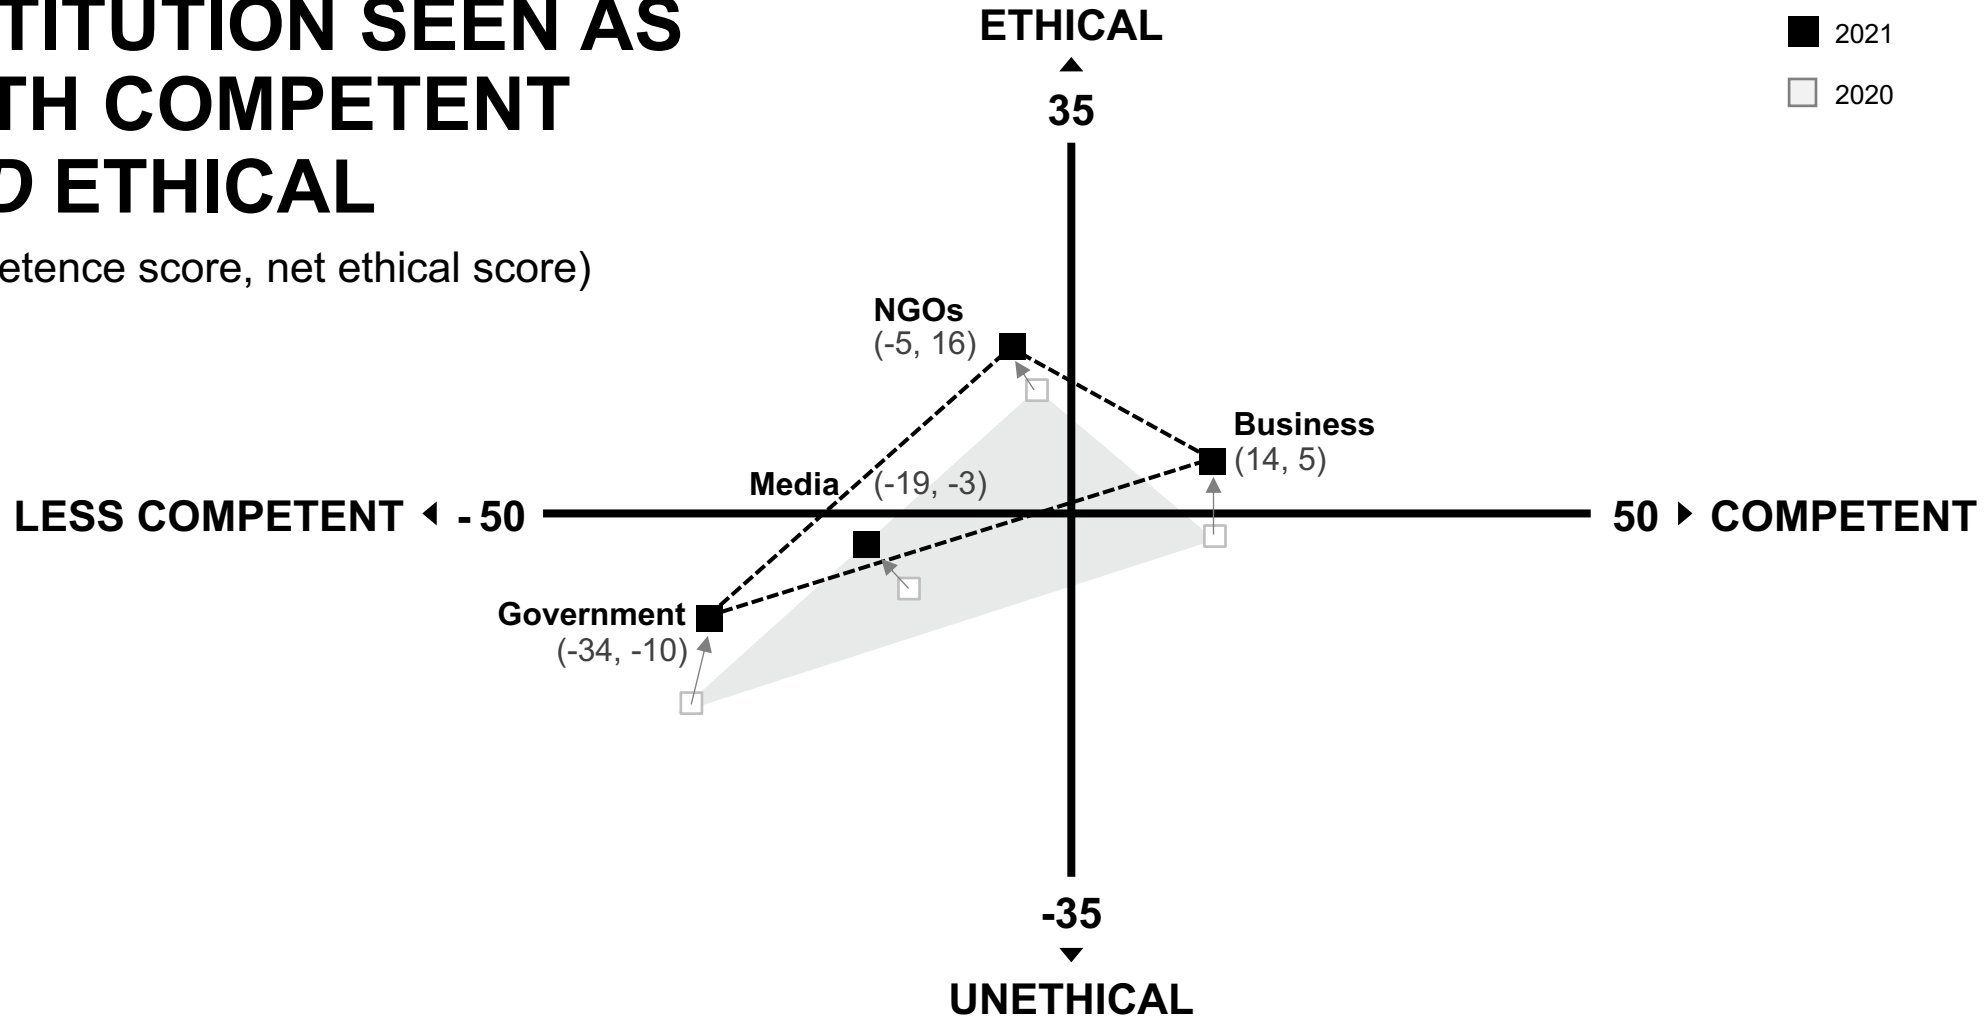 TITUTION SEEN AS
TH COMPETENT
D ETHICAL
etence score, net ethical score)
ETHICAL
35
2021
2020
NGOs
(-5, 16)
Business
(14, 5)
Media (-19, -3)
LESS COMPETENT - 50
50 COMPETENT
Government
(-34, -10)
-35
UNETHICAL